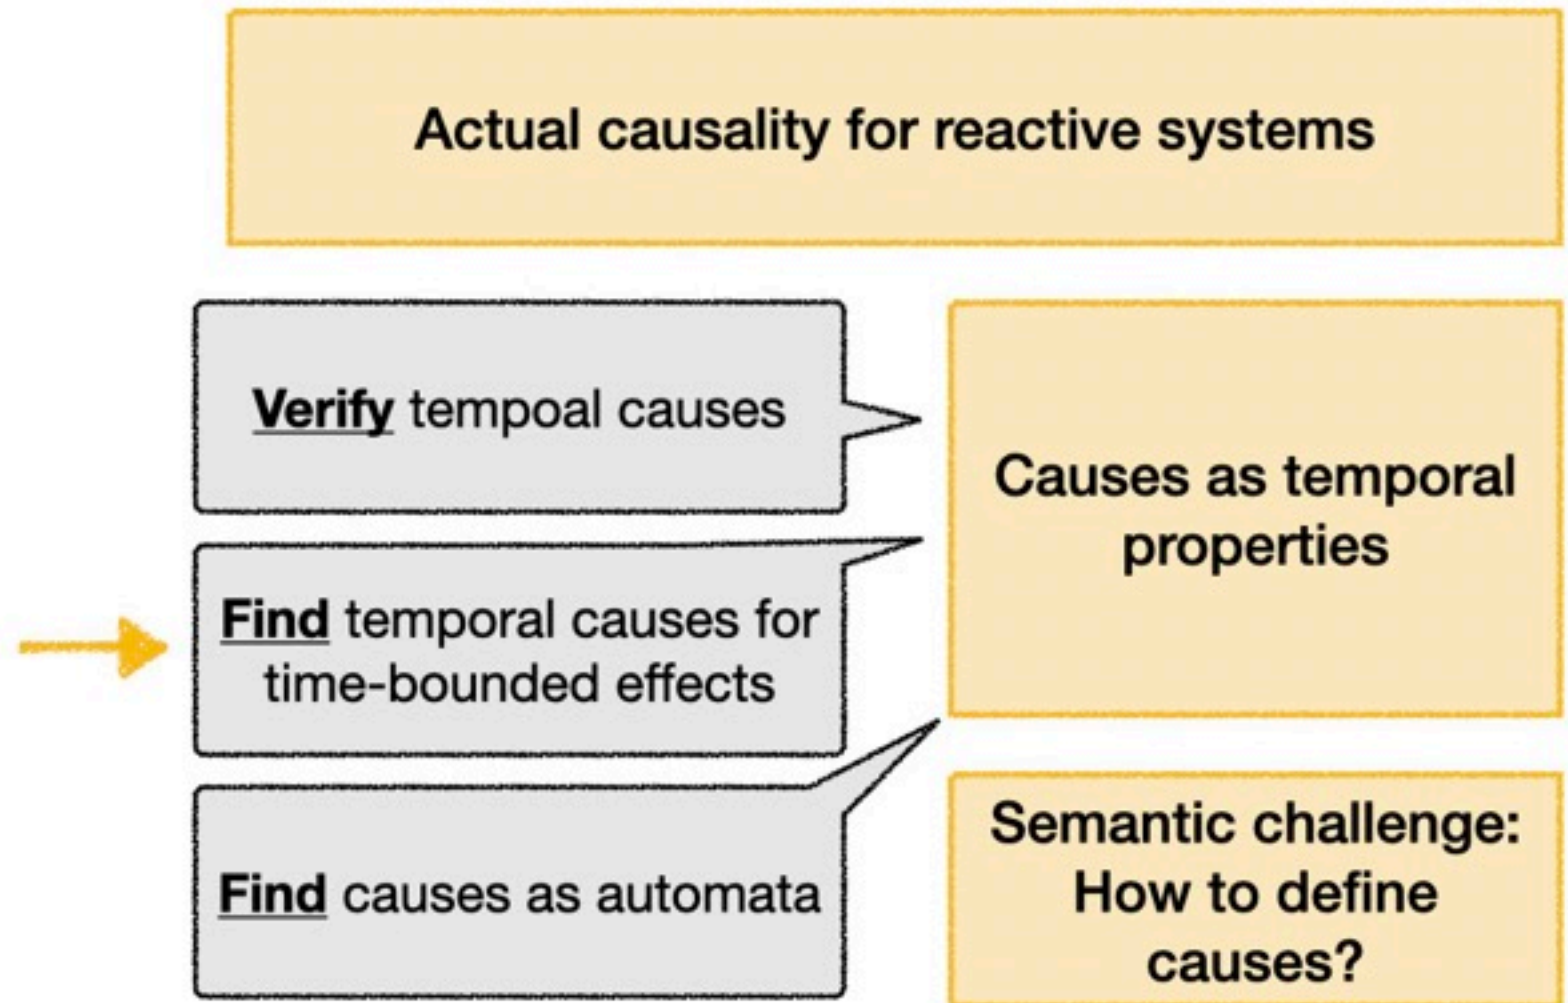 Actual causality for reactive systems
Verify tempoal causes
Causes as temporal
properties
Find temporal causes for
time-bounded effects
Find causes as automata
Semantic challenge:
How to define
causes?